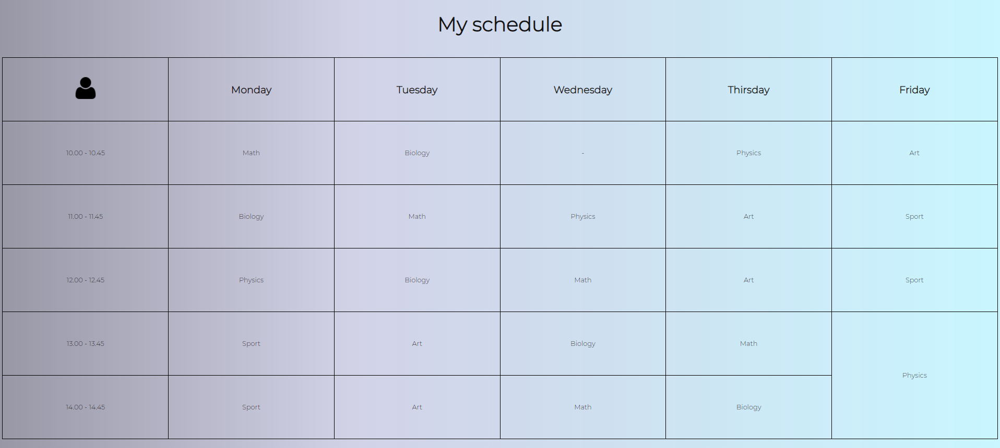 My schedule
Monday Tuesday Wednesday Thirsday Friday
10.00 - 10.45 Math Biology - Physics Art
11.00 - 11.45 Biology Math Physics Art Sport
12.00 - 12.45 Physics Biology Math Art Sport
13.00 - 13.45 Sport Art Biology Math
Physics
14.00 - 14.45 Sport Art Math Biology